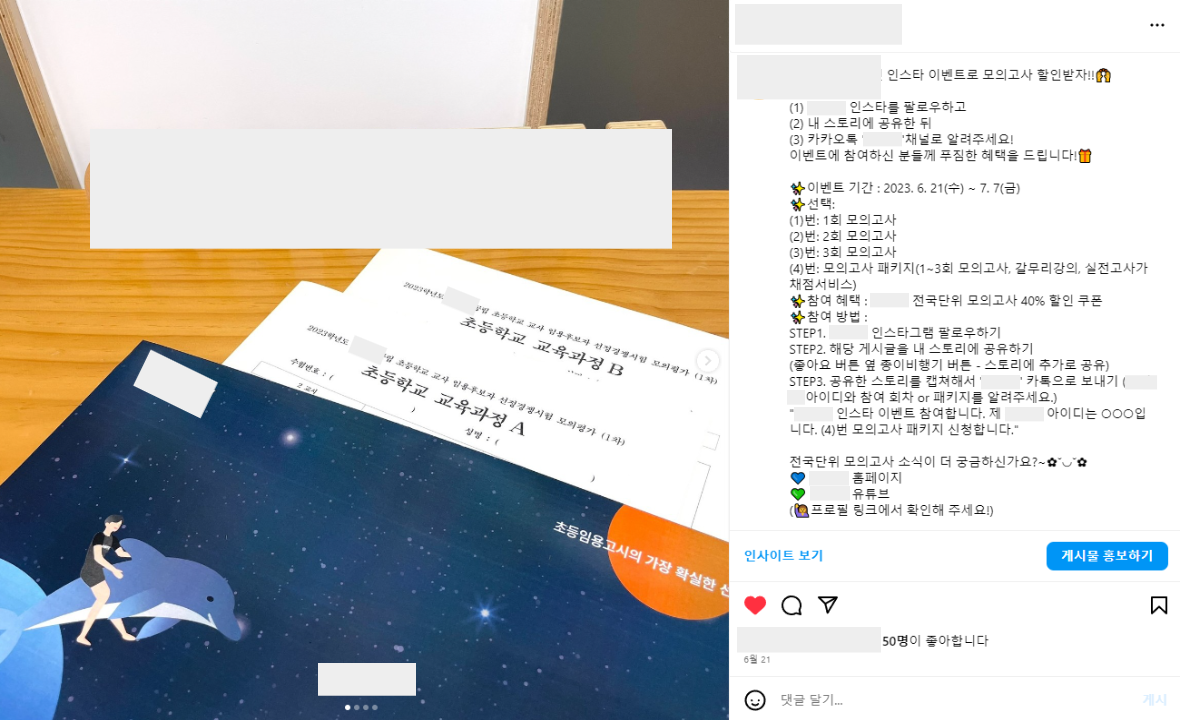 2023학년도
립 초등학교 교사 임용후보자 선정경쟁시험 모의평가 (1차)
초등학교 교육과정 B
2023학년도
립 초등학교 교사 임용후보자 선정경쟁시험 모의평가 (1차)
초등학교 교육과정 A
수험번호 : (
)
성명 : (
)
2 교시
초등임용고시의 가장 확실한 선
인스타 이벤트로 모의고사 할인받자!!🙆
(1) 인스타를 팔로우하고
(2) 내 스토리에 공유한 뒤
(3) 카카오톡 '채널로 알려주세요!
이벤트에 참여하신 분들께 푸짐한 혜택을 드립니다!🎁
✨이벤트 기간 : 2023. 6. 21(수) ~ 7. 7(금)
✨선택:
(1)번: 1회 모의고사
(2)번: 2회 모의고사
(3)번: 3회 모의고사
(4)번: 모의고사 패키지(1~3회 모의고사, 갈무리강의, 실전고사가
채점서비스)
✨참여 혜택 : 전국단위 모의고사 40% 할인 쿠폰
✨참여 방법 :
STEP1. 인스타그램 팔로우하기
STEP2. 해당 게시글을 내 스토리에 공유하기
(좋아요 버튼 옆 종이비행기 버튼 - 스토리에 추가로 공유)
STEP3. 공유한 스토리를 캡쳐해서 ' ' 카톡으로 보내기 (
아이디와 참여 회차 or 패키지를 알려주세요.)
" 인스타 이벤트 참여합니다. 제 아이디는 ○○○입
니다. (4)번 모의고사 패키지 신청합니다."
전국단위 모의고사 소식이 더 궁금하신가요?~✿˘◡˘✿
💙 홈페이지
💚 유튜브
(🙋프로필 링크에서 확인해 주세요!)
인사이트 보기
게시물 홍보하기
50명이 좋아합니다
6월 21
댓글 달기...
게시